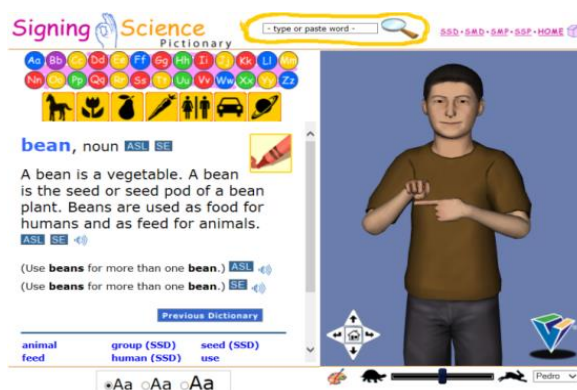 Signing Science
Pictionary
- type or paste word -
SSD•SMD•SMP•SSP•HOME
Aa Bb Cc Dd Ee Ff Gg Hh Ii Jj Kk Ll Mm
Nn Oo Pp Qq Rr Ss Tt Uu Vv Ww Xx Yy Zz
bean, noun ASL SE
A bean is a vegetable. A bean
is the seed or seed pod of a bean
plant. Beans are used as food for
humans and as feed for animals.
ASL SE
(Use beans for more than one bean.) ASL
(Use beans for more than one bean.) SE
Previous Dictionary
animal group (SSD) seed (SSD)
feed human (SSD) use
Aa Aa Aa
Pedro